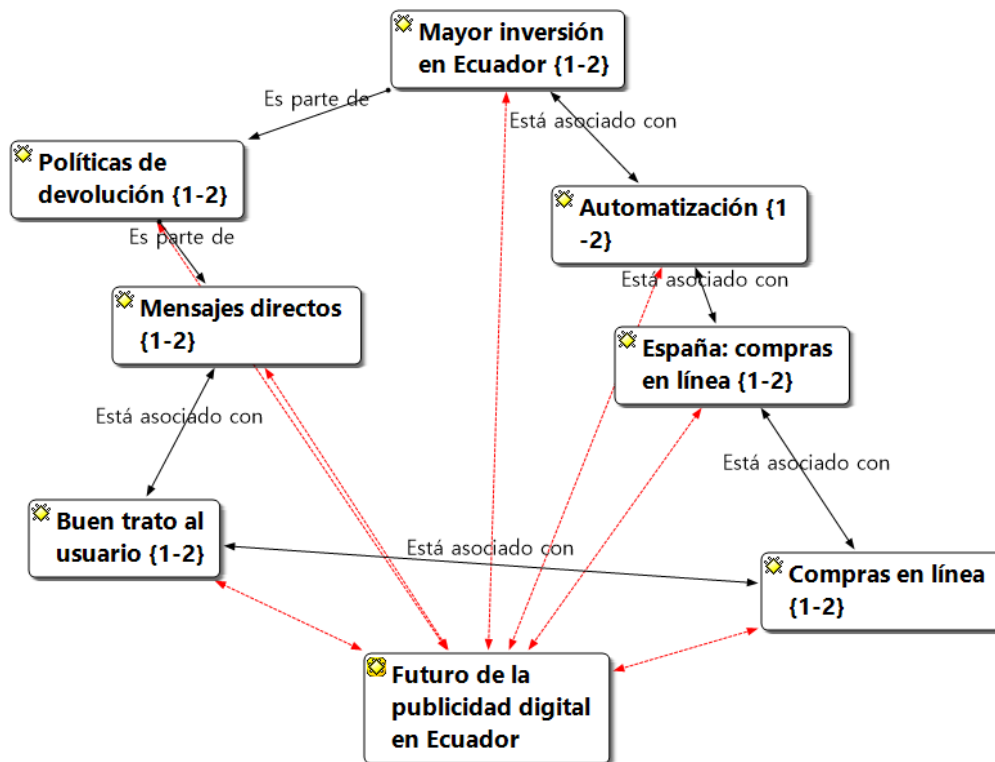 Mayor inversión
en Ecuador {1-2}
Es parte de
Está asociado con
Políticas de
devolución {1-2}
Automatización {1
-2}
Es parte de
Está asociado con
Mensajes directos
{1-2}
España: compras
en línea {1-2}
Está asociado con
Está asociado con
Buen trato al
usuario {1-2}
Está asociado con
Compras en línea
{1-2}
Futuro de la
publicidad digital
en Ecuador